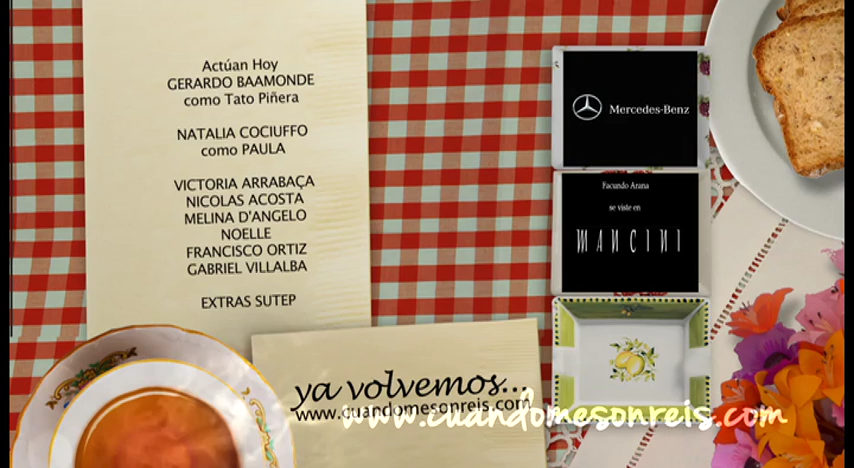 Actúan Hoy
GERARDO BAAMONDE
como Tato Piñera
NATALIA COCIUFFO
como PAULA
VICTORIA ARRABAÇA
NICOLAS ACOSTA
MELINA D'ANGELO
NOELLE
FRANCISCO ORTIZ
GABRIEL VILLALBA
EXTRAS SUTEP
Mercedes-Benz
Facundo Arana
se viste en
MANCINI
ya volvemos...
www.cuandomesonreis.com
www.cuandomesonreis.com